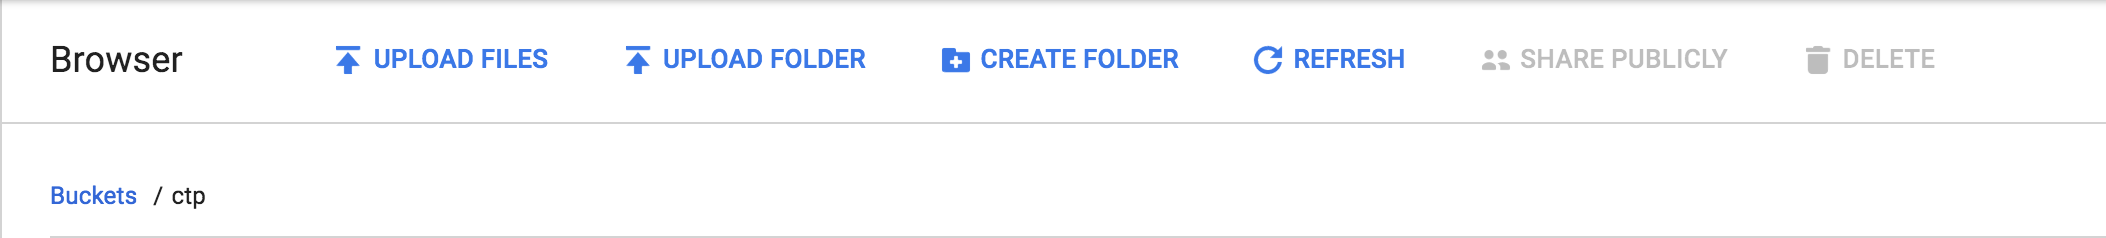 Browser UPLOAD FILES UPLOAD FOLDER CREATE FOLDER REFRESH SHARE PUBLICLY DELETE
Buckets / ctp